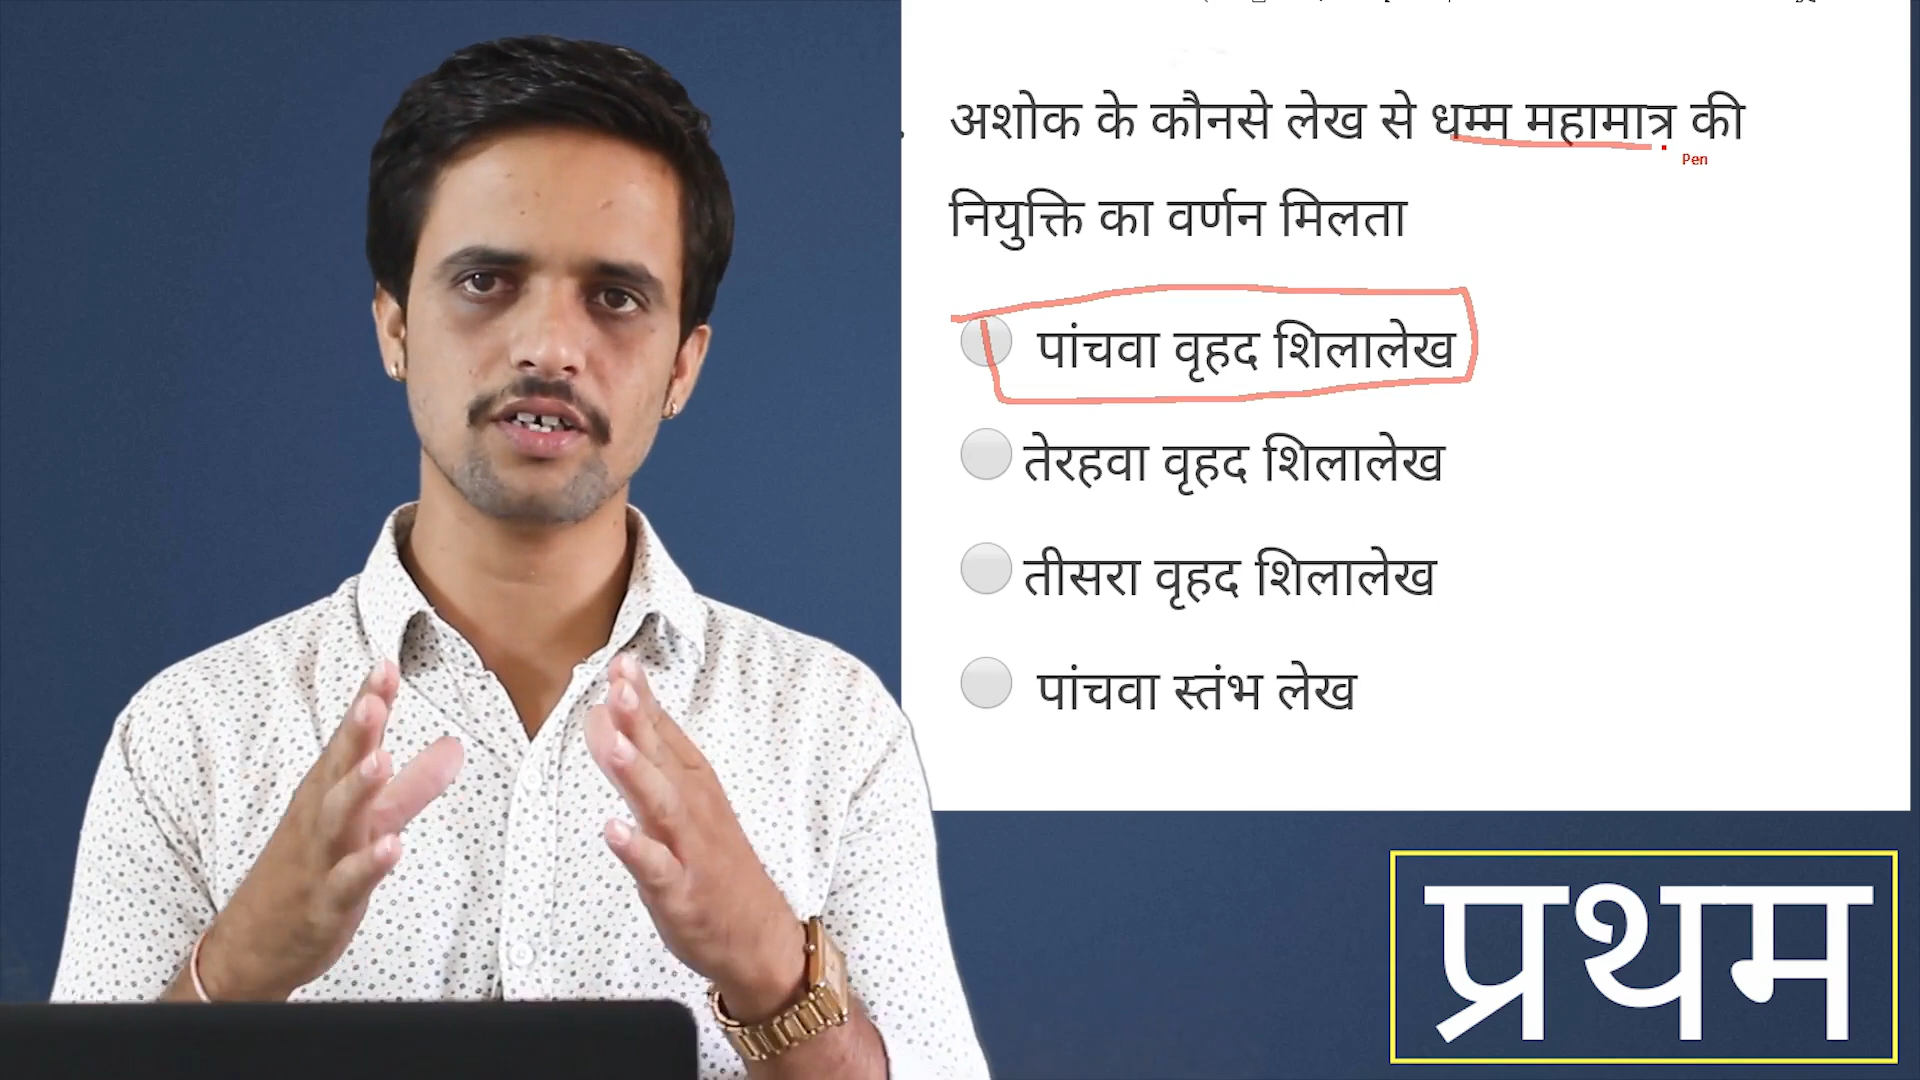 अशोक के कौनसे लेख से धम्म महामात्र की
Pen
नियुक्ति का वर्णन मिलता
पांचवा वृहद शिलालेख
तेरहवा वृहद शिलालेख
तीसरा वृहद शिलालेख
पांचवा स्तंभ लेख
प्रथम